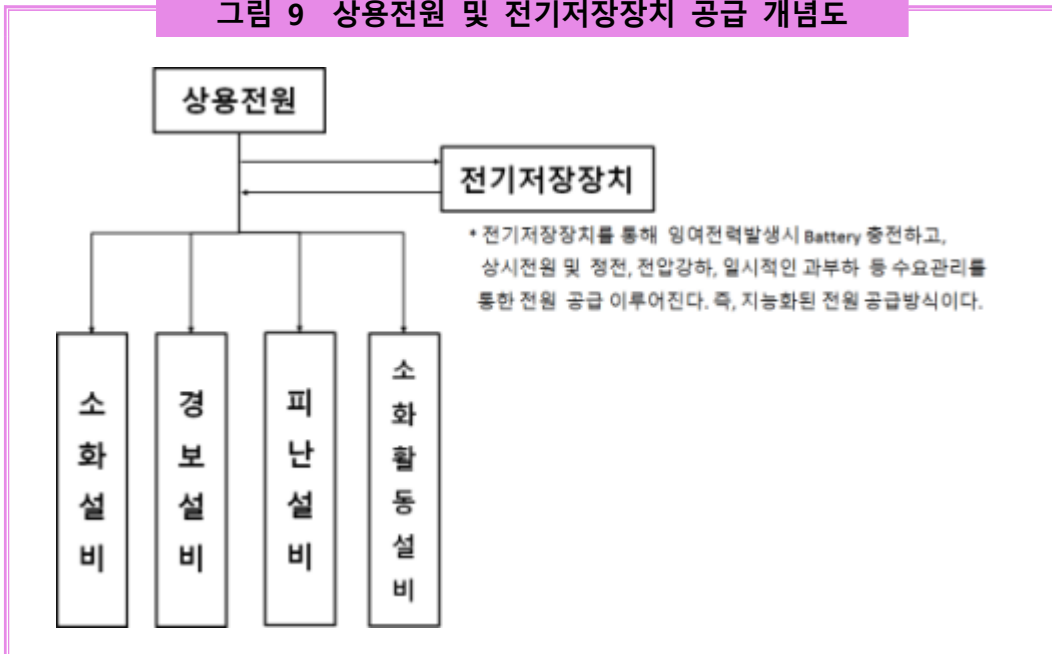 그림 9 상용전원 및 전기저장장치 공급 개념도
상용전원
전기저장장치
* 전기저장장치를 통해 잉여전력발생시 Battery 충전하고,
상시전원 및 정전, 전압강하, 일시적인 과부하 등 수요관리를
통한 전원 공급 이루어진다. 즉, 지능화된 전원 공급방식이다.
소화설비
경보설비
피난설비
소화활동설비